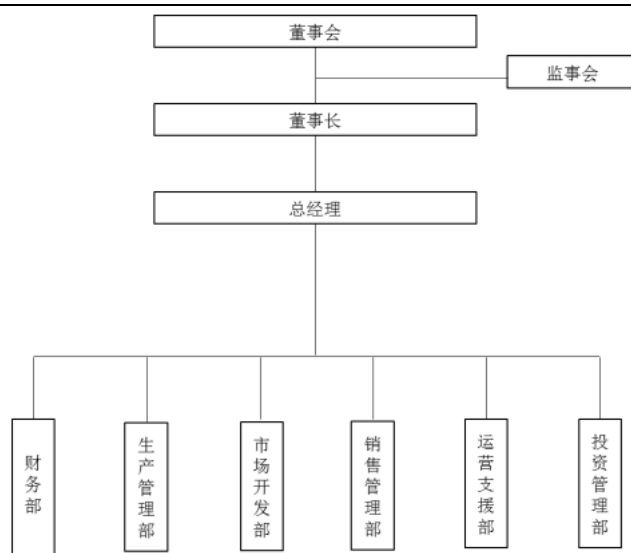 董事会
监事会
董事长
总经理
财务部
生产管理部
市场开发部
销售管理部
运营支援部
投资管理部